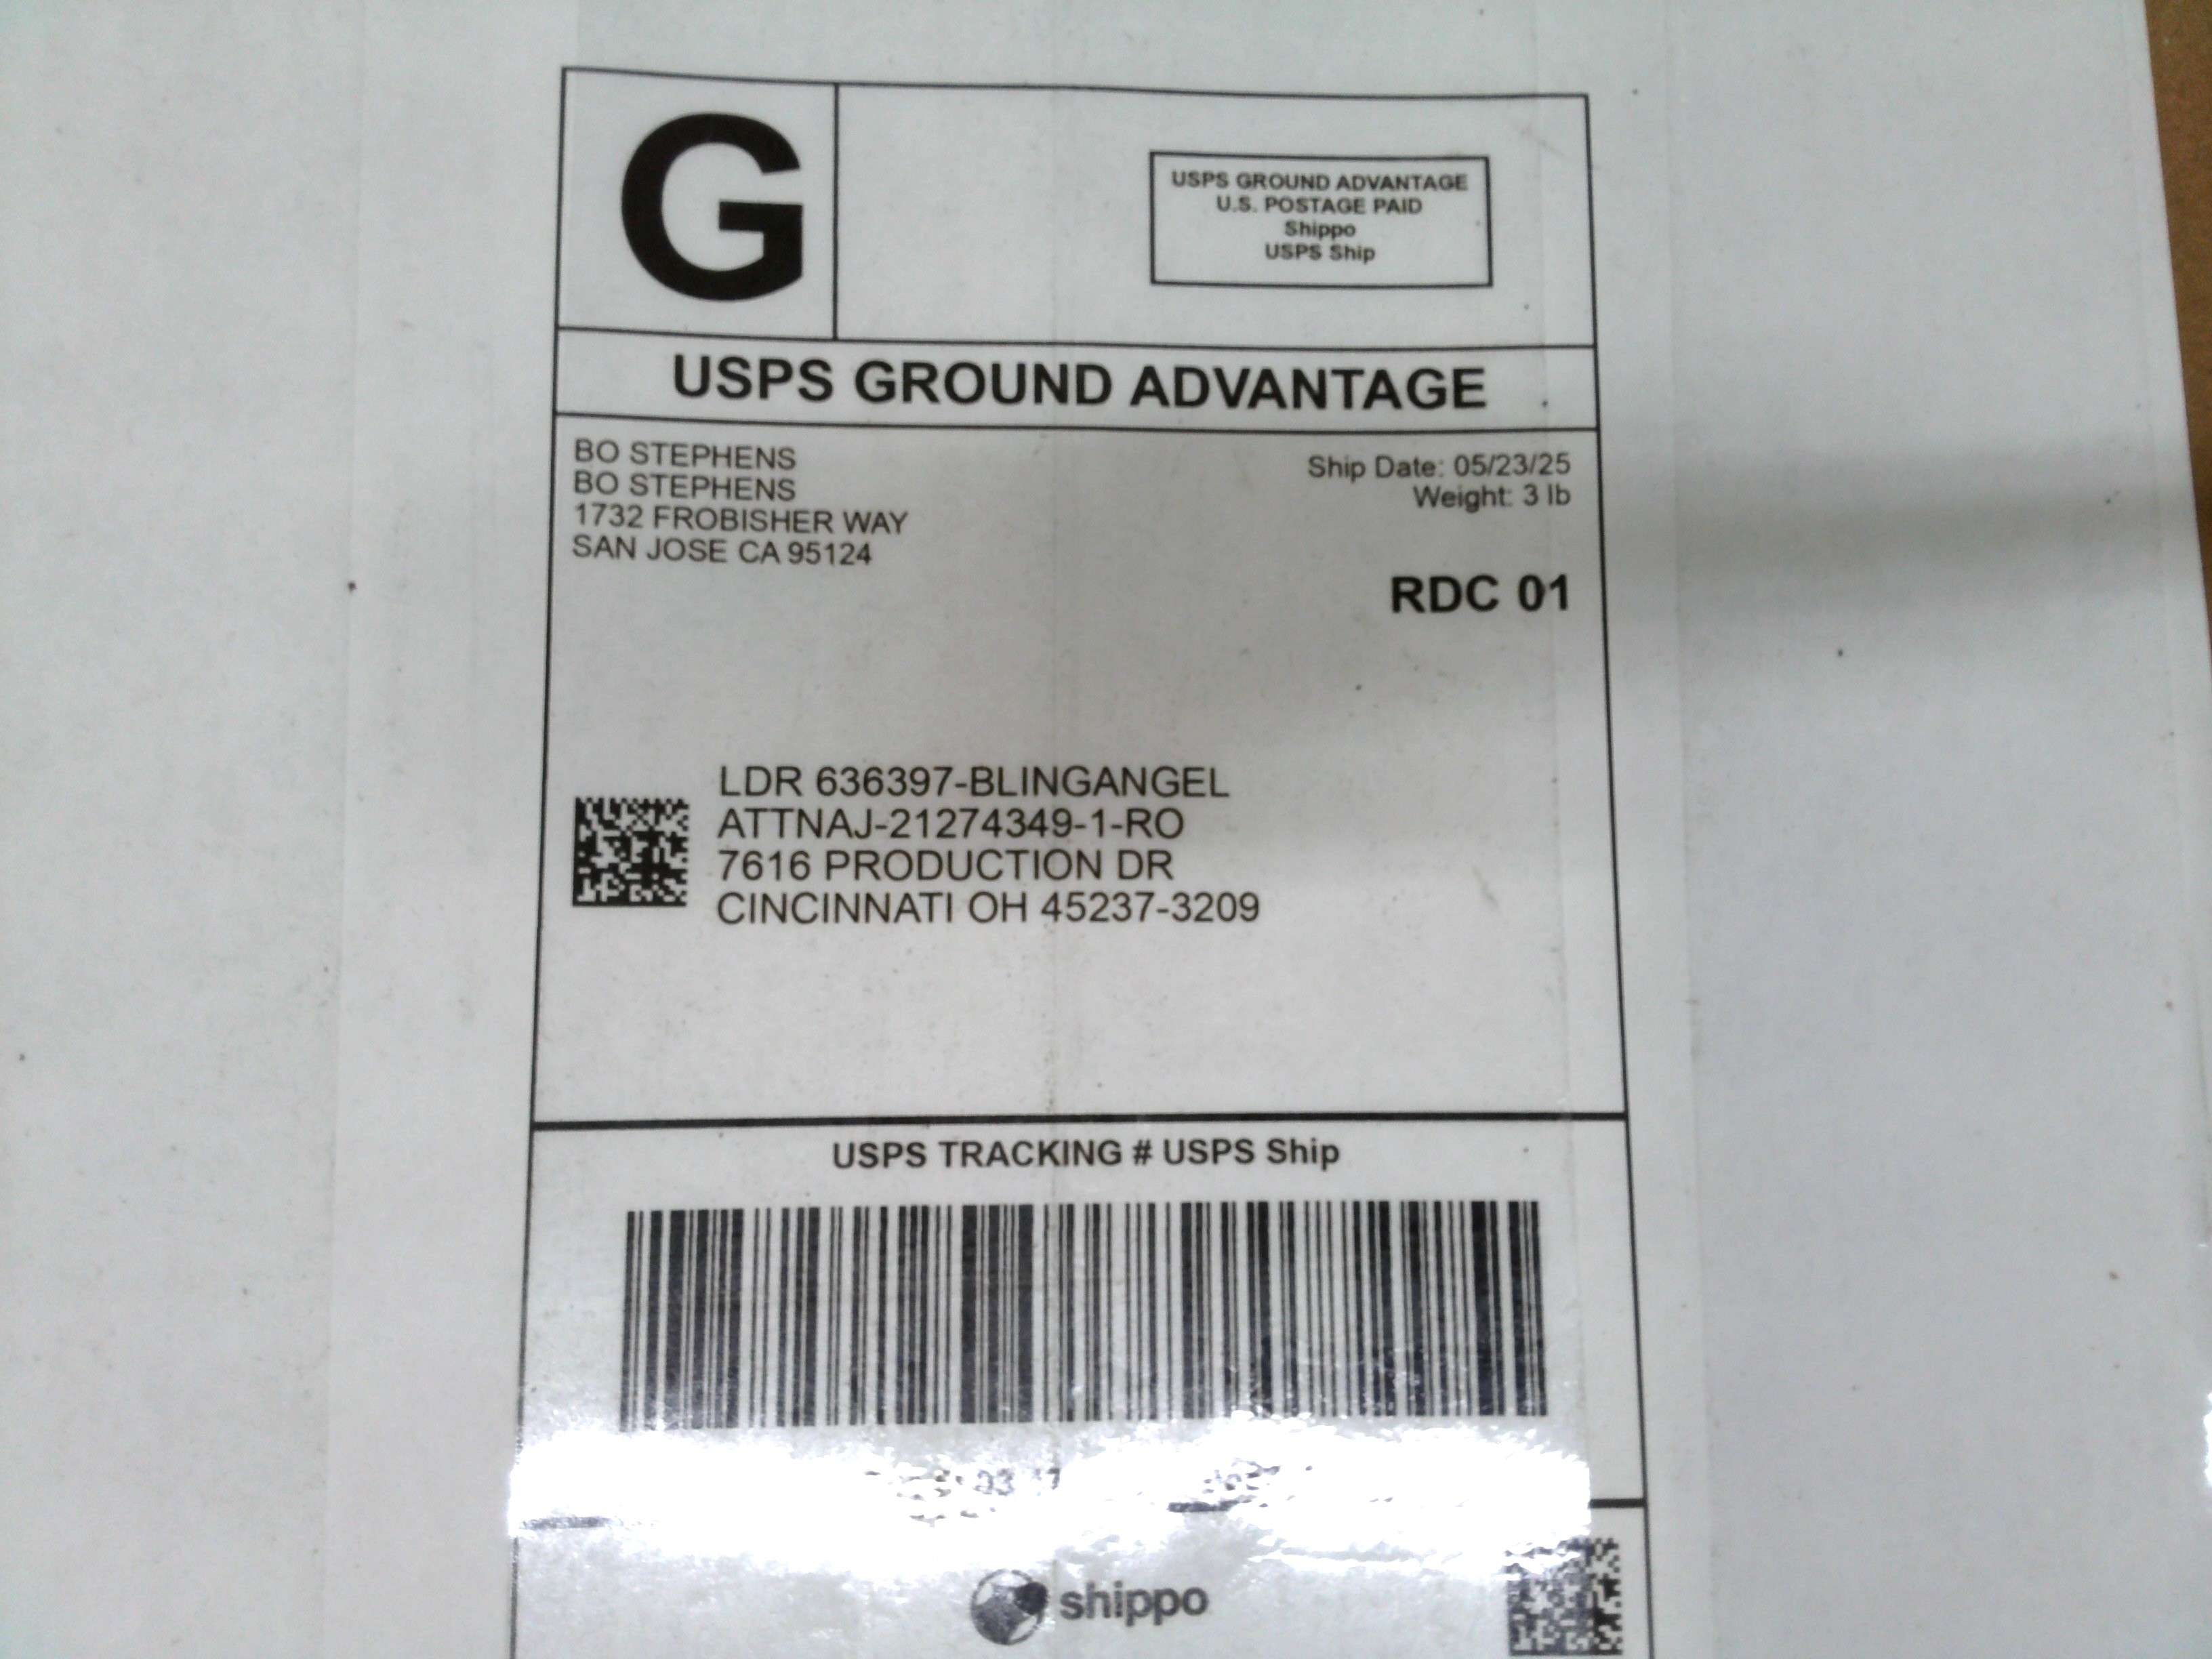 G
USPS GROUND ADVANTAGE
U.S. POSTAGE PAID
Shippo
USPS Ship
USPS GROUND ADVANTAGE
BO STEPHENS
BO STEPHENS
1732 FROBISHER WAY
SAN JOSE CA 95124
Ship Date: 05/23/25
Weight: 3 lb
RDC 01
LDR 636397-BLINGANGEL
ATTNAJ-21274349-1-RO
7616 PRODUCTION DR
CINCINNATI OH 45237-3209
USPS TRACKING # USPS Ship
shippo